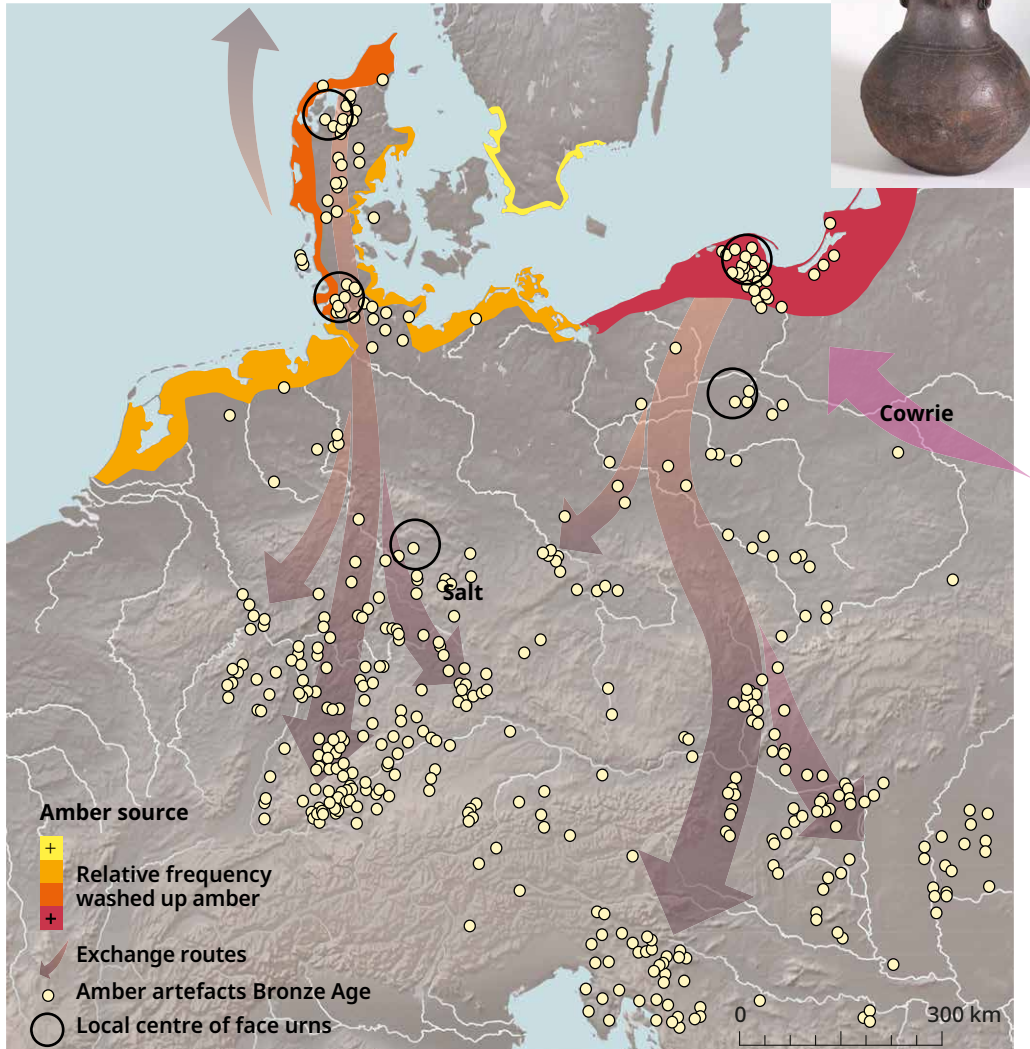 Cowrie
Salt
Amber source
+
Relative frequency
washed up amber
+
Exchange routes
Amber artefacts Bronze Age
Local centre of face urns
0 300 km